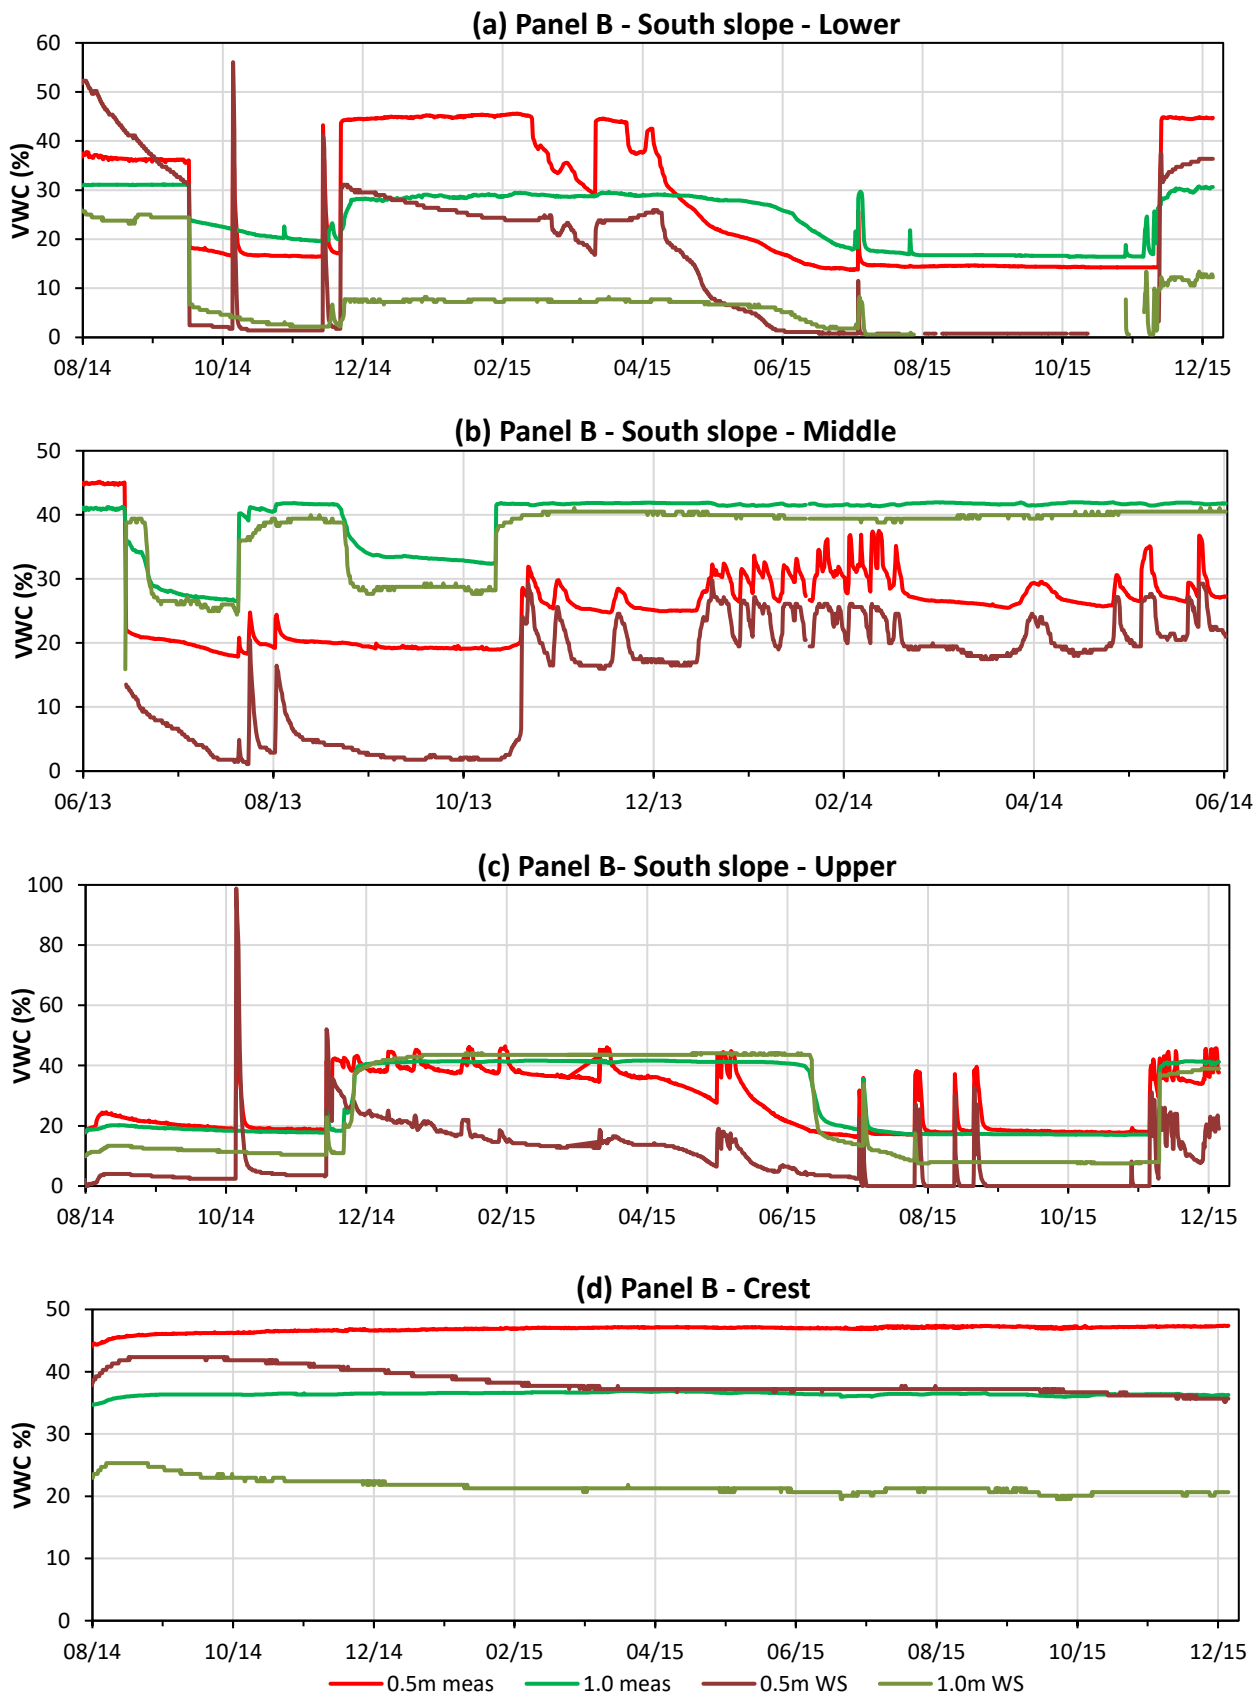 (a) Panel B - South slope - Lower
60
50
40
30
20
10
0
VWC (%)
08/14 10/14 12/14 02/15 04/15 06/15 08/15 10/15 12/15
(b) Panel B - South slope - Middle
50
40
30
20
10
0
VWC (%)
06/13 08/13 10/13 12/13 02/14 04/14 06/14
(c) Panel B- South slope - Upper
100
80
60
40
20
0
VWC (%)
08/14 10/14 12/14 02/15 04/15 06/15 08/15 10/15 12/15
(d) Panel B - Crest
50
40
30
20
10
0
VWC %)
08/14 10/14 12/14 02/15 04/15 06/15 08/15 10/15 12/15
0.5m meas 1.0 meas 0.5m WS 1.0m WS